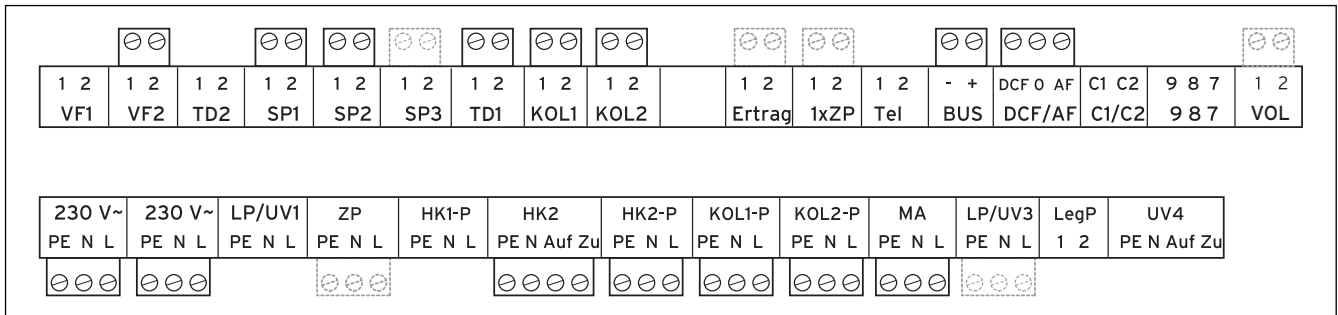 1 2 1 2 1 2 1 2 1 2 1 2 1 2 1 2 1 2 1 2 1 2 1 2 - + DCF O AF C1 C2 9 8 7 1 2
VF1 VF2 TD2 SP1 SP2 SP3 TD1 KOL1 KOL2 Ertrag 1xZP Tel BUS DCF/AF C1/C2 9 8 7 VOL
230 V~ 230 V~ LP/UV1 ZP HK1-P HK2 HK2-P KOL1-P KOL2-P MA LP/UV3 LegP UV4
PE N L PE N L PE N L PE N L PE N L PE N Auf Zu PE N L PE N L PE N L PE N L PE N L 1 2 PE N Auf Zu